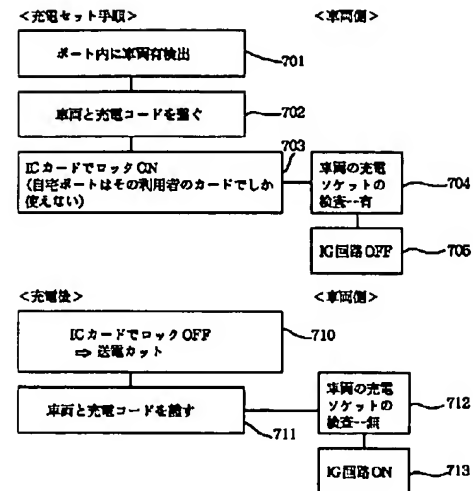 <充電セット手順>
<車両側>
ポート内に車両有検出
701
車両と充電コードを繋ぐ
702
703
ICカードでロックON
(自宅ポートはその利用者のカードでしか
使えない)
車両の充電
ソケットの
検査--有
704
IG回路OFF
705
<充電後>
<車両側>
ICカードでロックOFF
⇒ 送電カット
710
車両と充電コードを離す
711
車両の充電
ソケットの
検査--無
712
IG回路ON
713